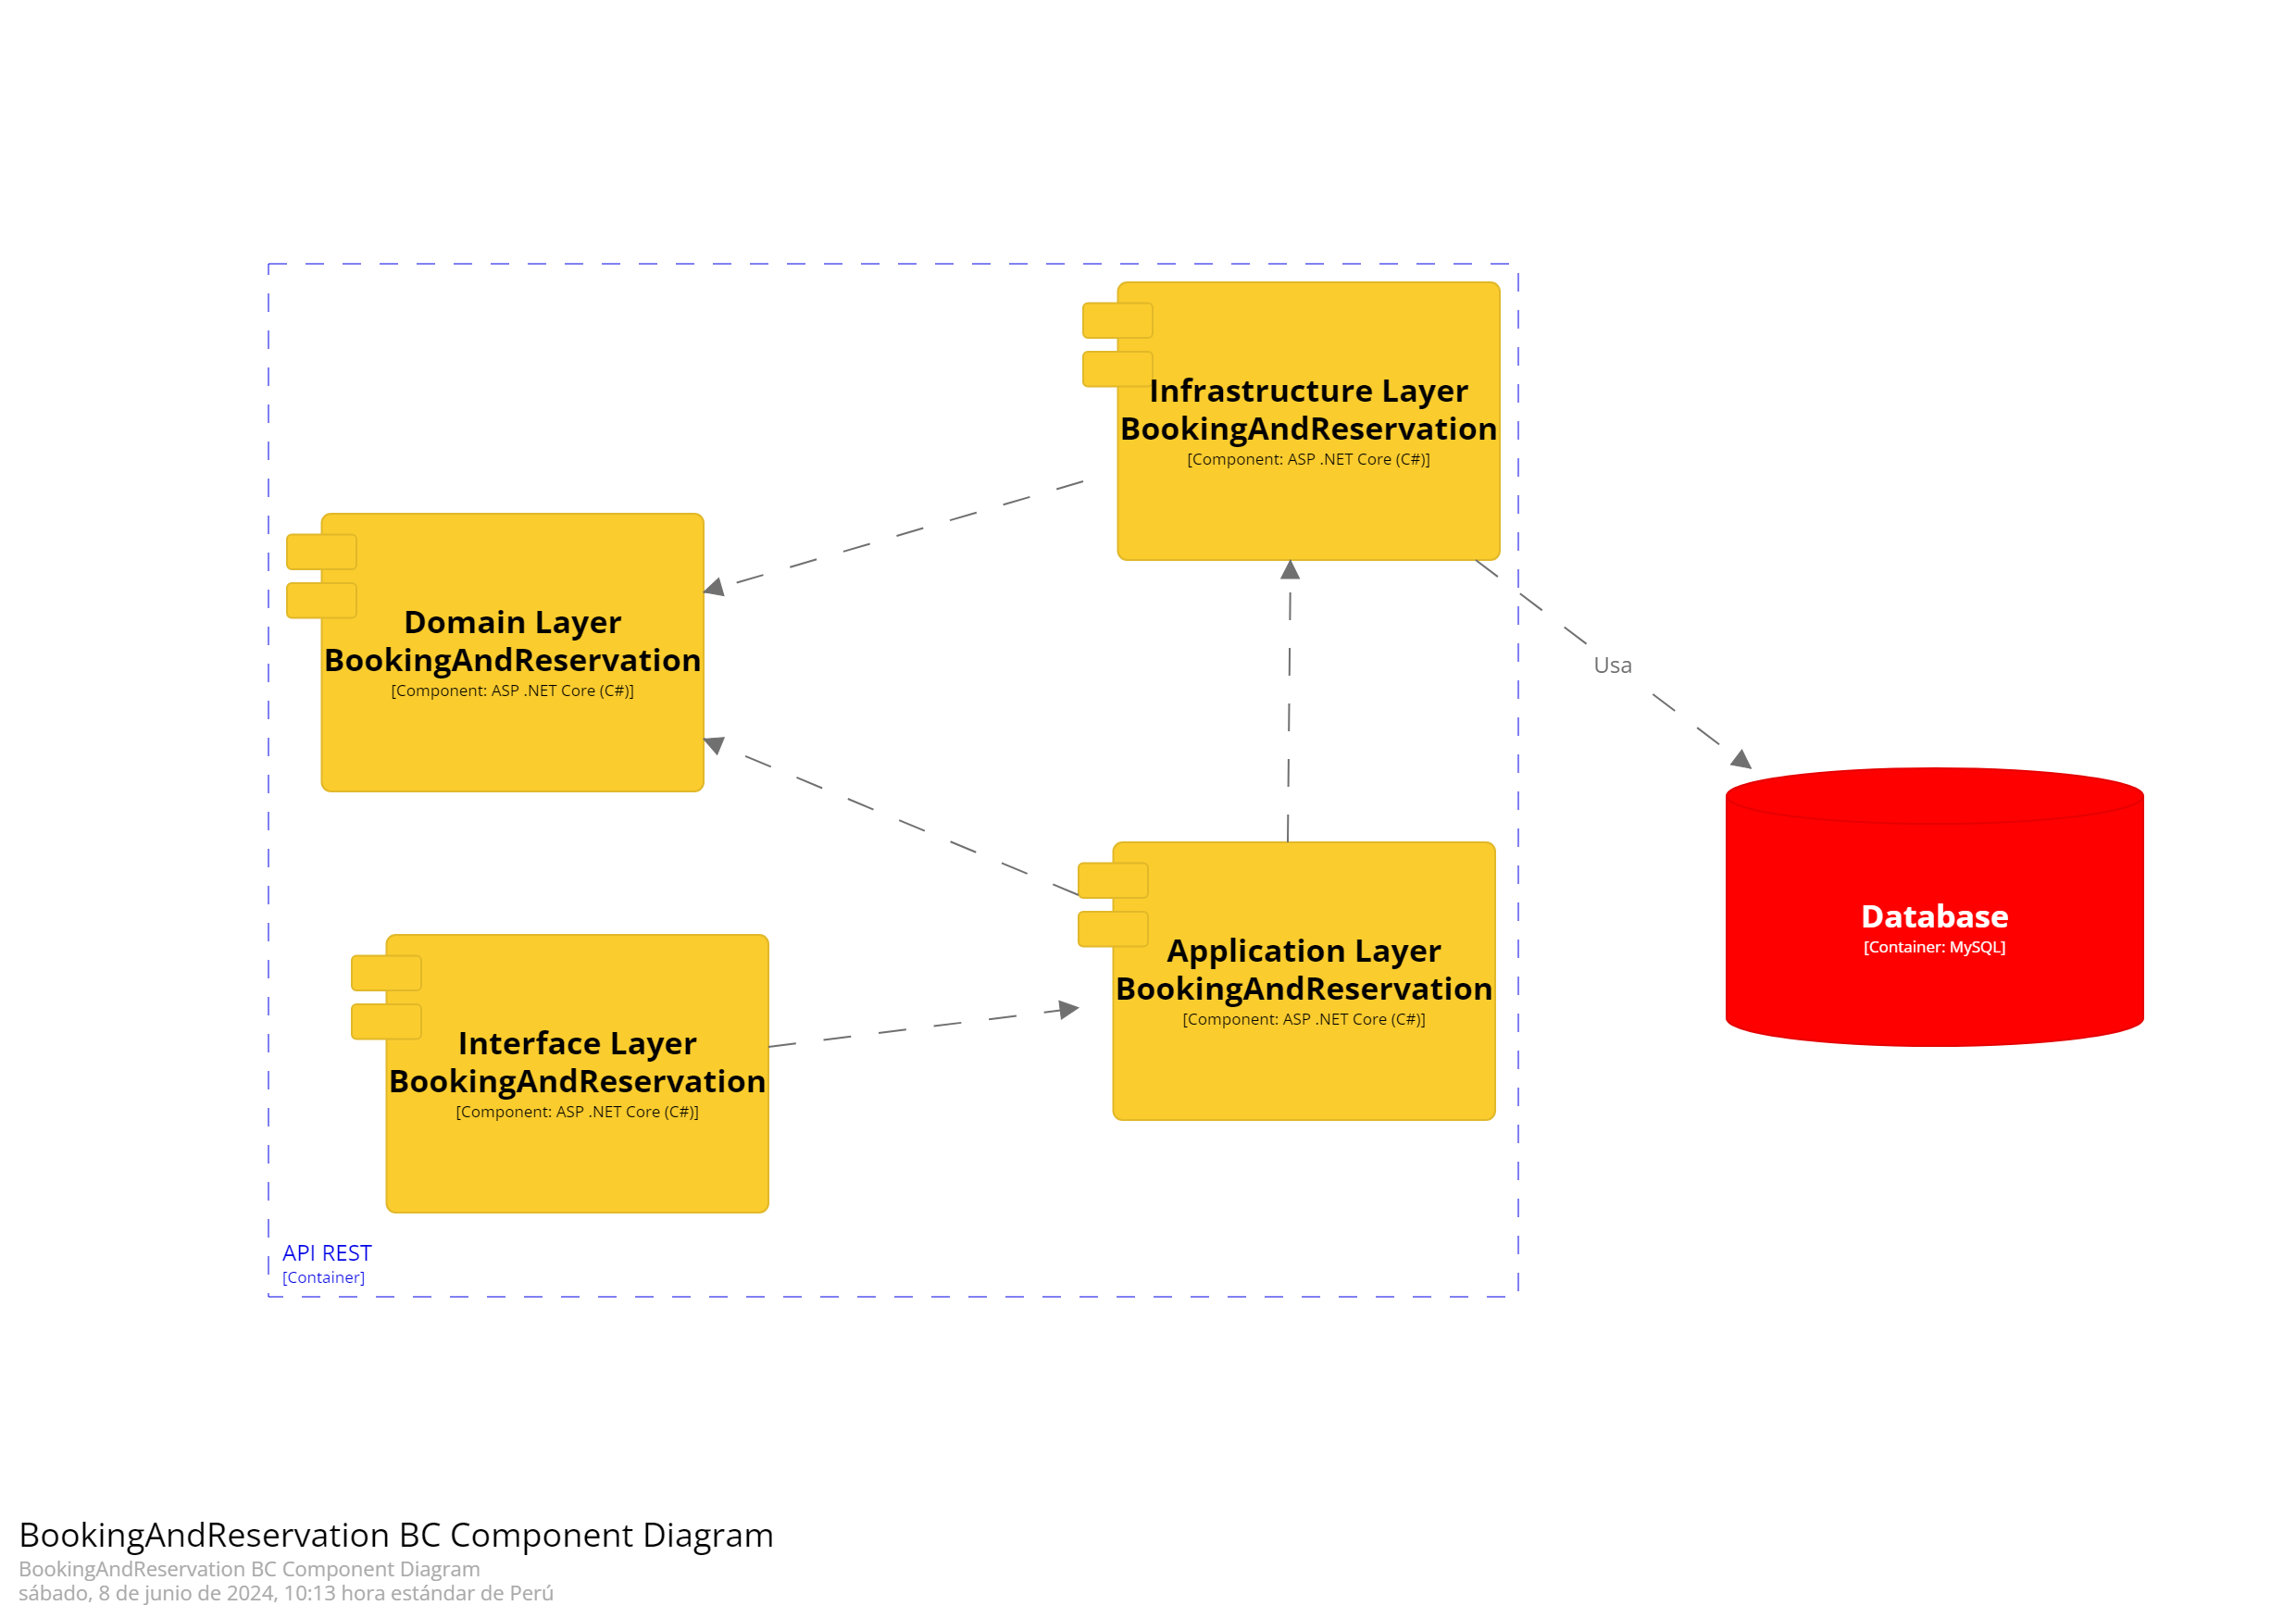 Infrastructure Layer
BookingAndReservation
[Component: ASP .NET Core (C#)]
Domain Layer
BookingAndReservation
[Component: ASP .NET Core (C#)]
Usa
Database
[Container: MySQL]
Application Layer
BookingAndReservation
[Component: ASP .NET Core (C#)]
Interface Layer
BookingAndReservation
[Component: ASP .NET Core (C#)]
API REST
[Container]
BookingAndReservation BC Component Diagram
BookingAndReservation BC Component Diagram
sábado, 8 de junio de 2024, 10:13 hora estándar de Perú